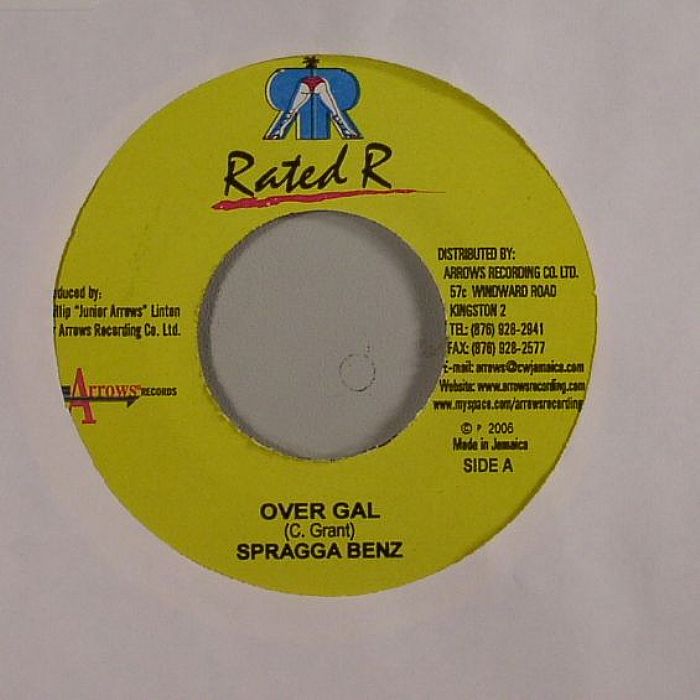 Rated R
duced by:
llip "Junior Arrows" Linton
r Arrows Recording Co. Ltd.
Arrows RECORDS
DISTRIBUTED BY:
ARROWS RECORDING CO. LTD.
57c WINDWARD ROAD
KINGSTON 2
TEL: (876) 928-2941
FAX: (876) 928-2577
E-mail: arrows@cwjamaica.com
Website: www.arrowsrecording.com
www.myspace.com/arrowsrecording
© P 2006
Made in Jamaica
SIDE A
OVER GAL
(C. Grant)
SPRAGGA BENZ